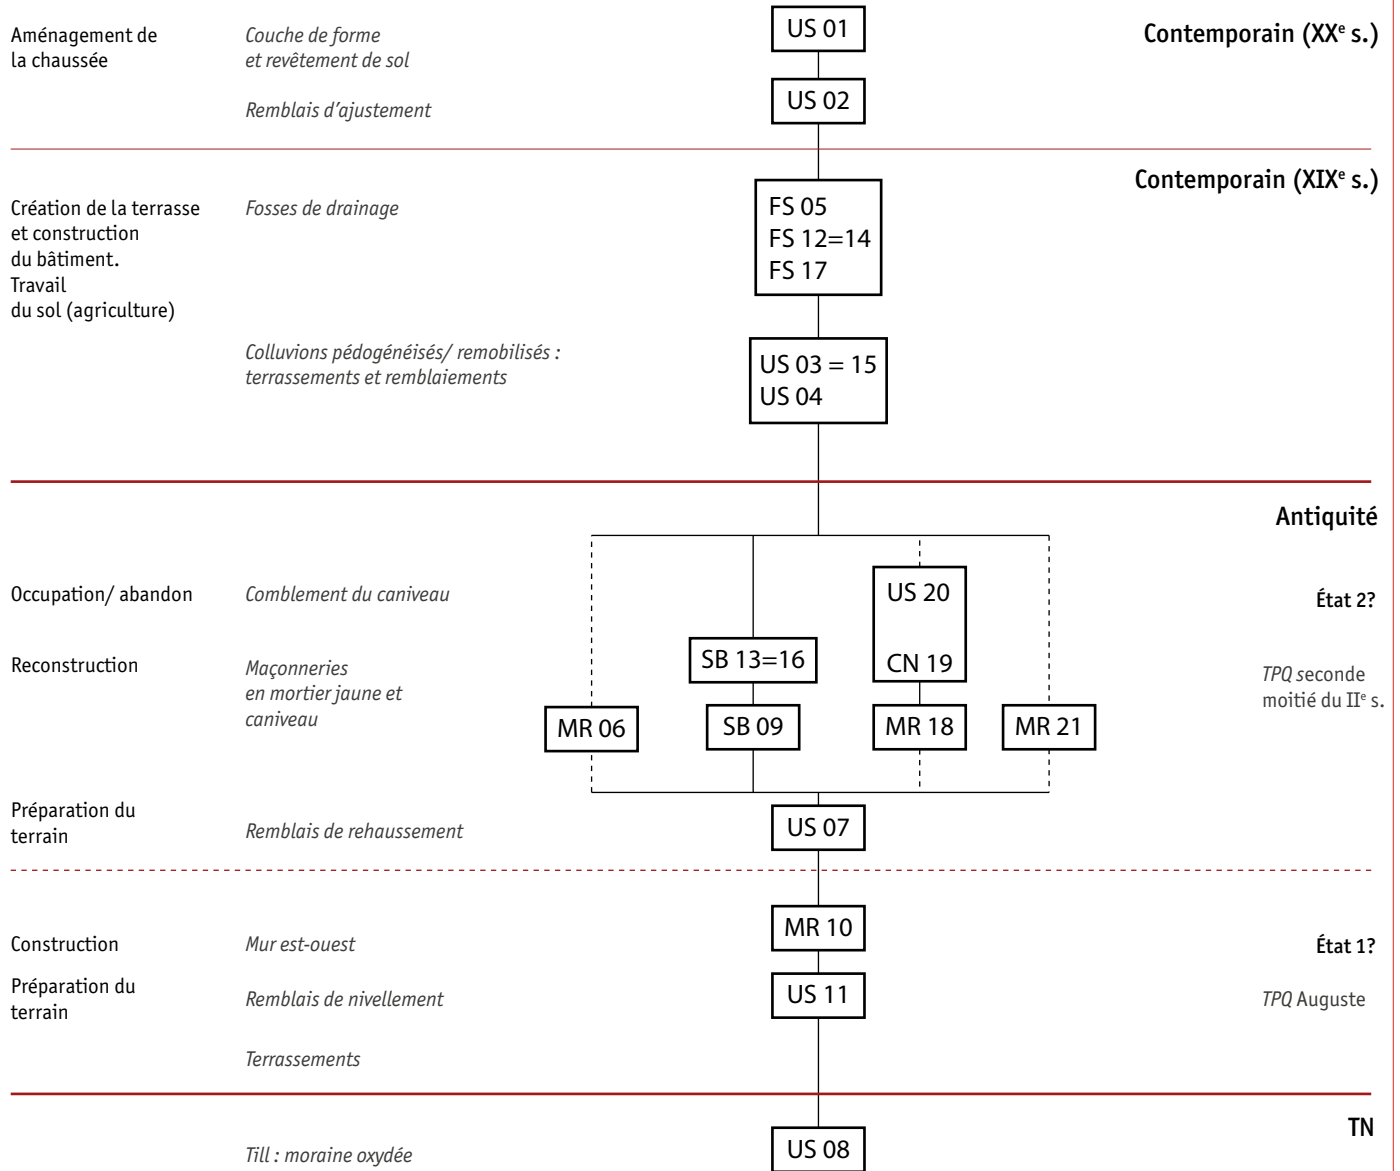 Aménagement de
la chaussée
Couche de forme
et revêtement de sol
US 01
Contemporain (XXe s.)
Remblais d'ajustement
US 02
Contemporain (XIXe s.)
Création de la terrasse
et construction
du bâtiment.
Travail
du sol (agriculture)
Fosses de drainage
FS 05
FS 12=14
FS 17
Colluvions pédogénéisés/ remobilisés :
terrassements et remblaiements
US 03 = 15
US 04
Antiquité
Occupation/ abandon
Comblement du caniveau
US 20
État 2?
Reconstruction
Maçonneries
en mortier jaune et
caniveau
SB 13=16
CN 19
TPQ seconde
moitié du IIe s.
MR 06
SB 09
MR 18
MR 21
Préparation du
terrain
Remblais de rehaussement
US 07
MR 10
Construction
Mur est-ouest
État 1?
Préparation du
terrain
Remblais de nivellement
US 11
TPQ Auguste
Terrassements
TN
Till : moraine oxydée
US 08